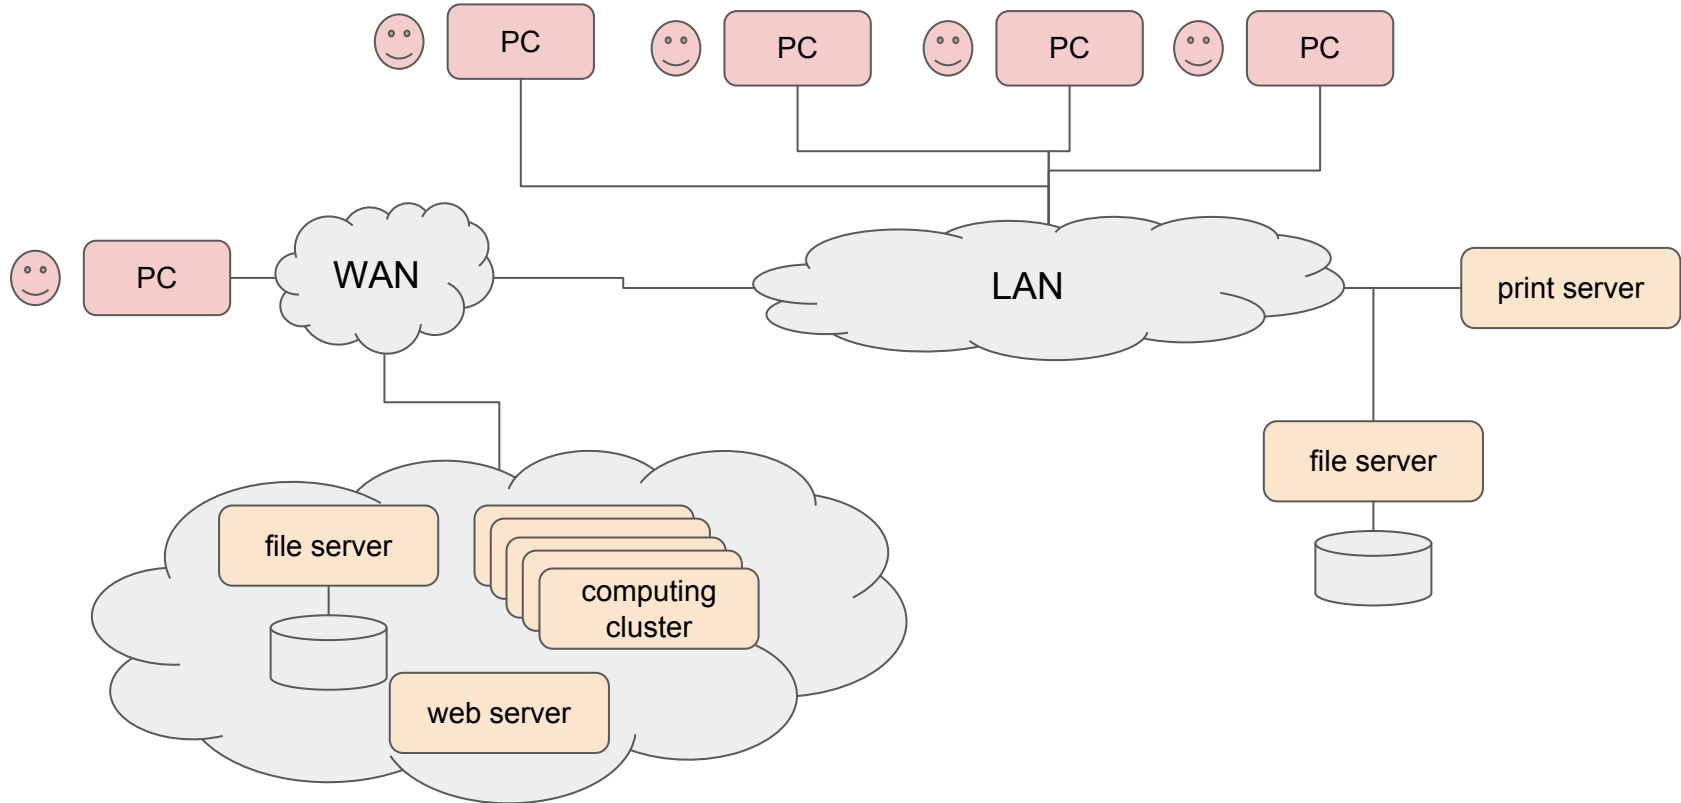 PC
PC
PC
PC
PC
WAN
LAN
print server
file server
file server
computing
cluster
web server